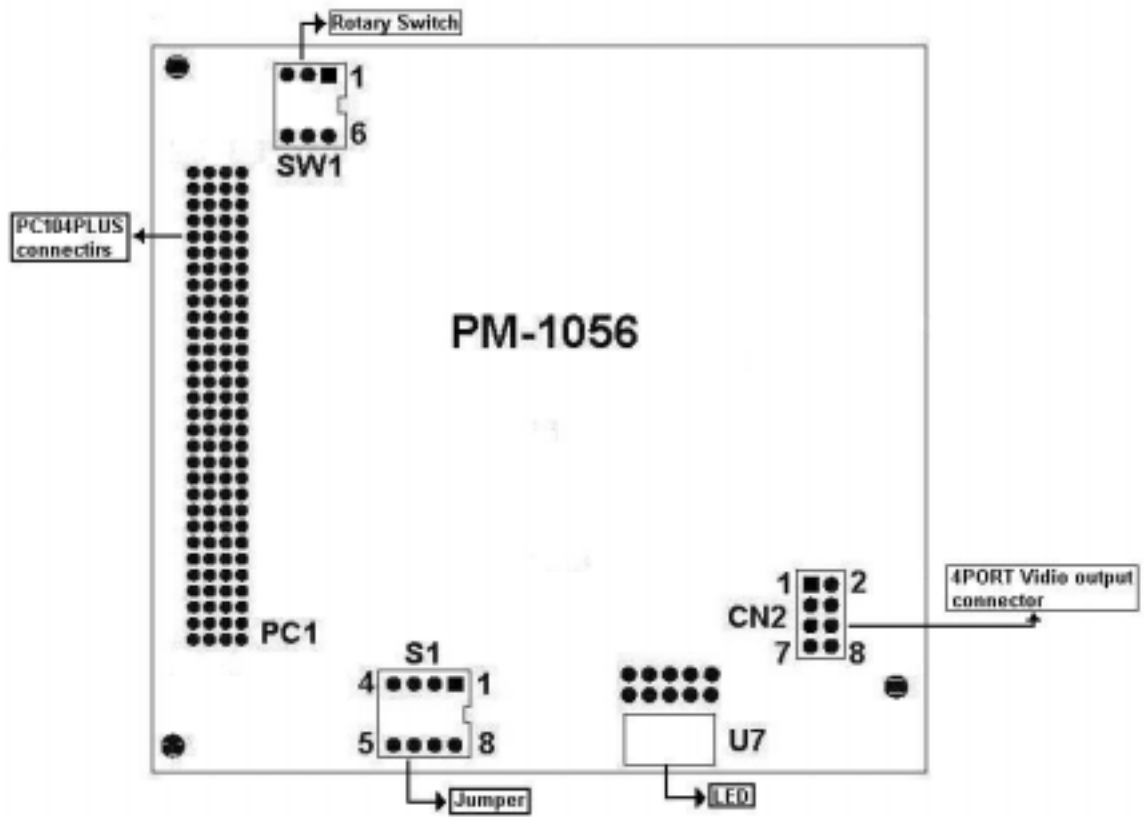 Rotary Switch
1
6
SW1
PC104PLUS
connectirs
PM-1056
PC1
1 2
CN2
7 8
4PORT Vidio output
connector
S1
4 1
5 8
U7
Jumper
LED